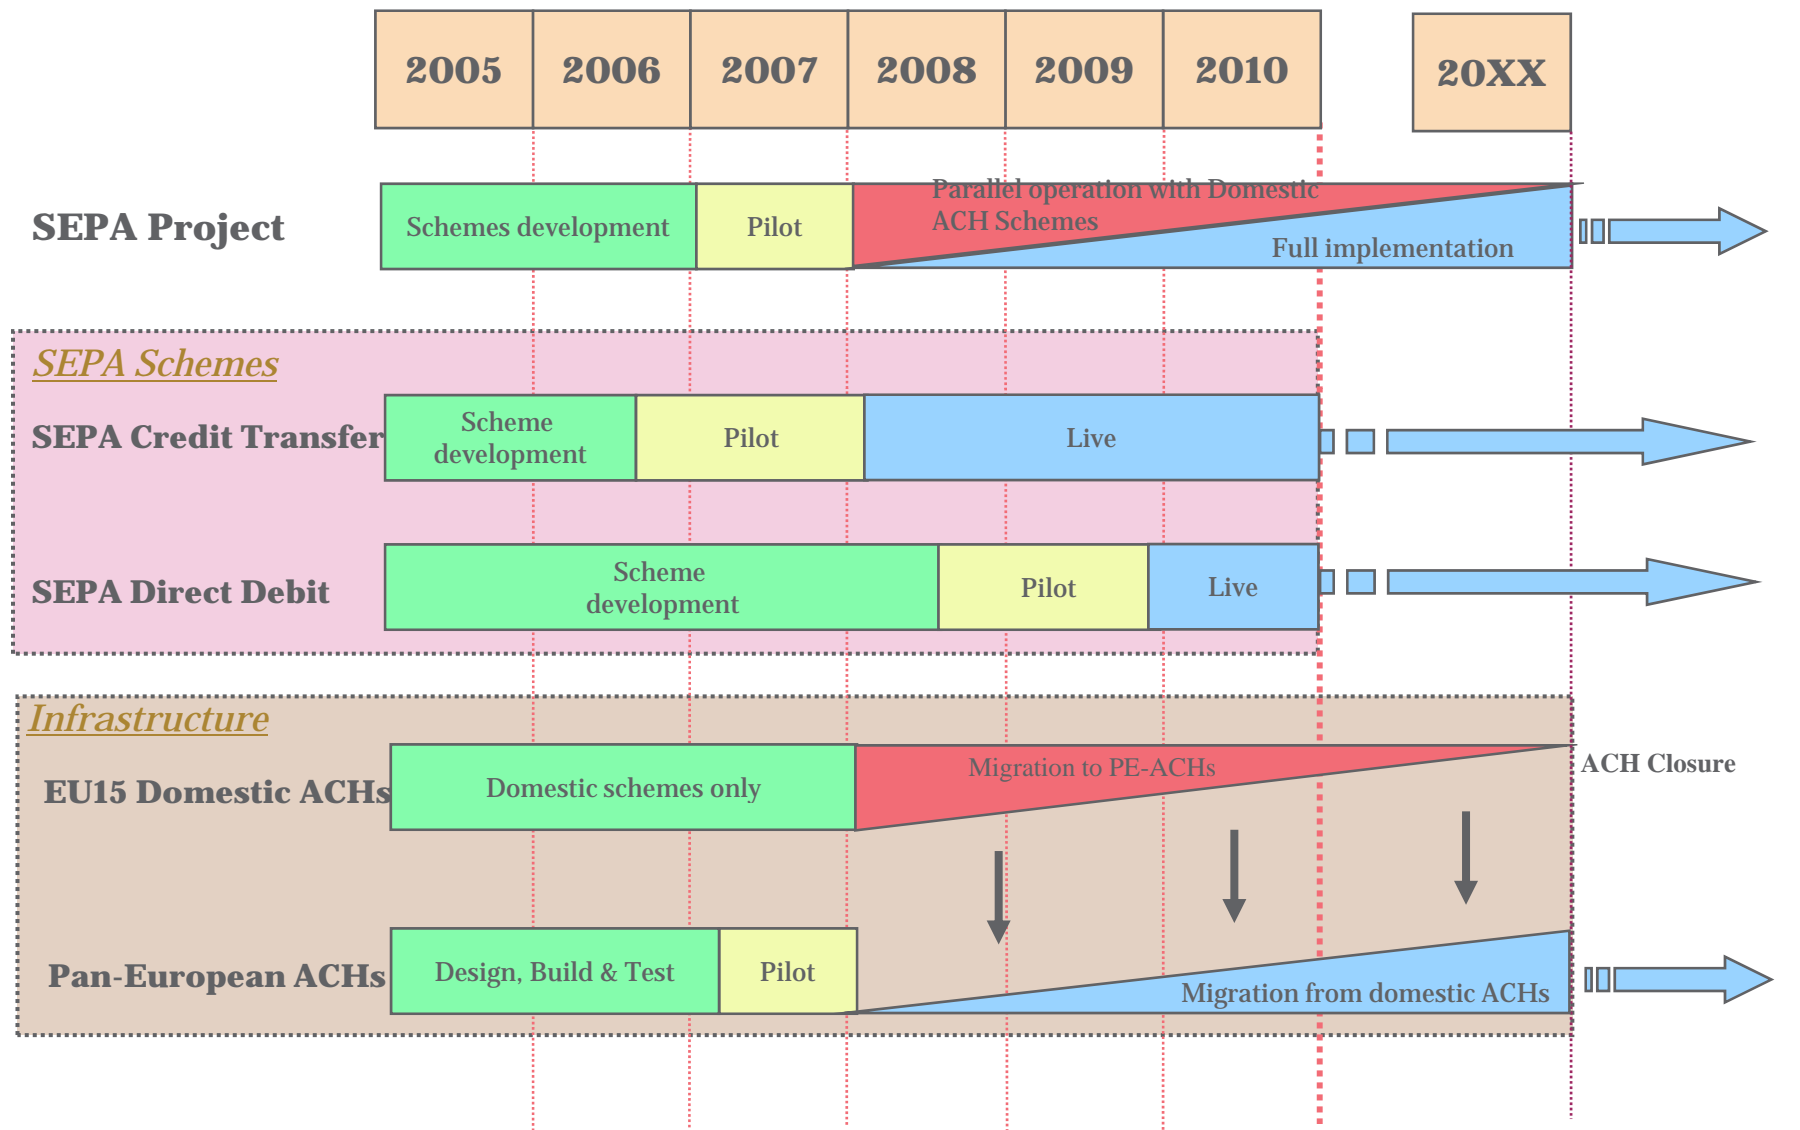 2005 2006 2007 2008 2009 2010 20XX
SEPA Project
Schemes development
Pilot
Parallel operation with Domestic
ACH Schemes
Full implementation
SEPA Schemes
SEPA Credit Transfer
Scheme
development
Pilot
Live
SEPA Direct Debit
Scheme
development
Pilot
Live
Infrastructure
EU15 Domestic ACHs
Domestic schemes only
Migration to PE-ACHs
ACH Closure
Pan-European ACHs
Design, Build & Test
Pilot
Migration from domestic ACHs